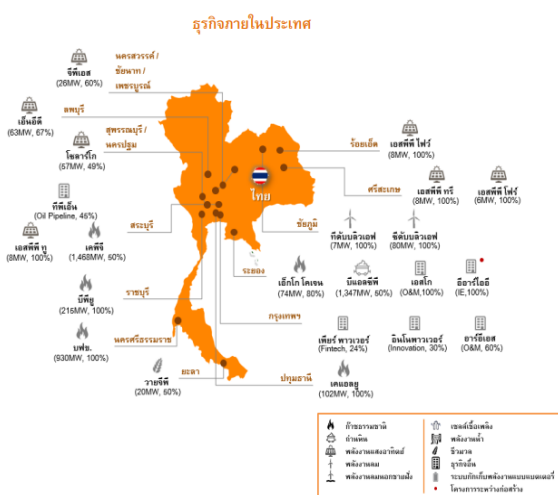 ธุรกิจภายในประเทศ
จีพีเอส
(26MW, 60%)
นครสวรรค์ /
ชัยนาท /
เพชรบูรณ์
เอ็นอีดี
(63MW, 67%)
ลพบุรี
โซลาร์โก
(57MW, 49%)
สุพรรณบุรี /
นครปฐม
ทีพีเอ็น
(Oil Pipeline, 45%)
เอสพีพี ทู
(8MW, 100%)
เคพีจี
(1,468MW, 50%)
สระบุรี
บีพียู
(215MW, 100%)
ราชบุรี
บฟข.
(930MW, 100%)
นครศรีธรรมราช
วายจีพี
(20MW, 60%)
ยะลา
ไทย
ร้อยเอ็ด
เอสพีพี ไฟว์
(8MW, 100%)
ศรีสะเกษ
เอสพีพี ทรี
(8MW, 100%)
เอสพีพี โฟร์
(6MW, 100%)
ชัยภูมิ
ทีดับบลิวเอฟ
(7MW, 100%)
ซีดับบลิวเอฟ
(80MW, 100%)
ระยอง
เอ็กโก โคเจน
(74MW, 80%)
บีแอลซีพี
(1,347MW, 50%)
เอสโก
(O&M,100%)
อีอาร์ไออี
(IE,100%)
กรุงเทพฯ
เพียร์ พาวเวอร์
(Fintech, 24%)
อินโนพาวเวอร์
(Innovation, 30%)
อาร์อีเอส
(O&M, 60%)
ปทุมธานี
เคแอลยู
(102MW, 100%)
ก๊าซธรรมชาติ
ถ่านหิน
พลังงานแสงอาทิตย์
พลังงานลม
พลังงานลมนอกชายฝั่ง
เซลล์เชื้อเพลิง
พลังงานน้ำ
ชีวมวล
ธุรกิจอื่น
ระบบกักเก็บพลังงานแบบแบตเตอรี่
โครงการระหว่างก่อสร้าง